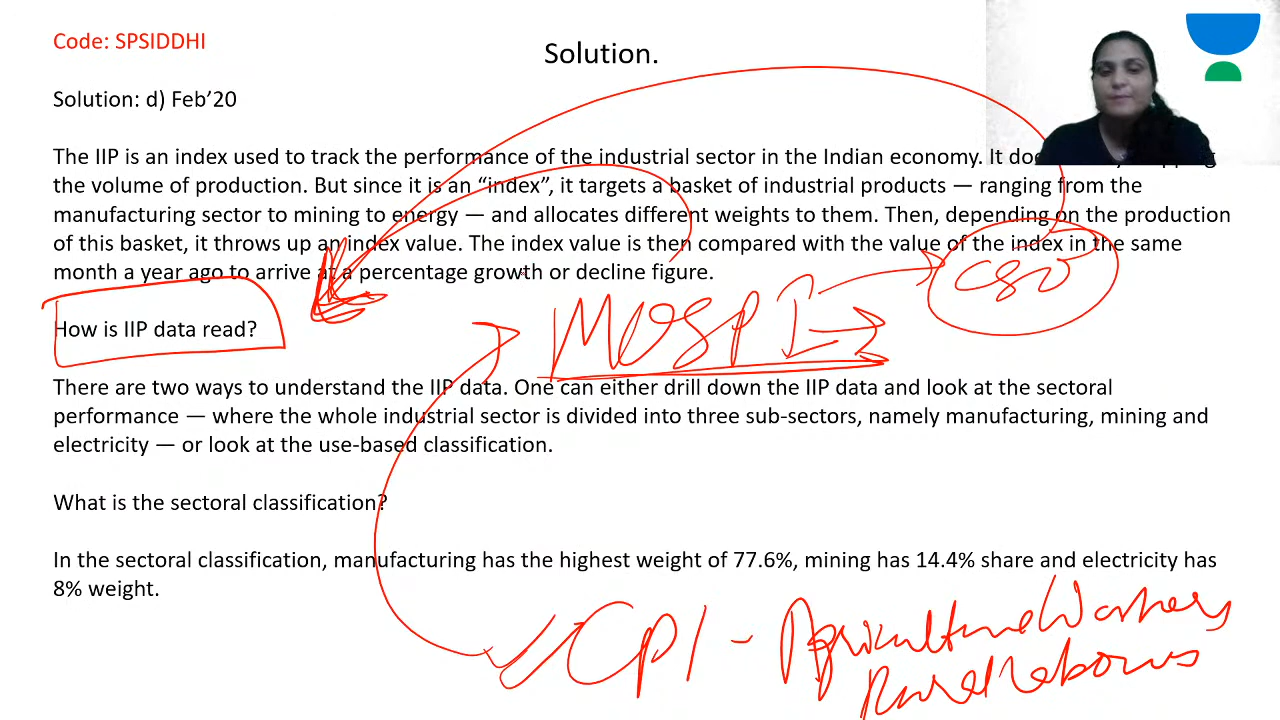 Code: SPSIDDHI
Solution.
Solution: d) Feb’20
The IIP is an index used to track the performance of the industrial sector in the Indian economy. It
the volume of production. But since it is an “index”, it targets a basket of industrial products — ranging from the
manufacturing sector to mining to energy — and allocates different weights to them. Then, depending on the production
of this basket, it throws up an index value. The index value is then compared with the value of the index in the same
month a year ago to arrive at a percentage growth or decline figure.
CSO
MOSPI
How is IIP data read?
There are two ways to understand the IIP data. One can either drill down the IIP data and look at the sectoral
performance — where the whole industrial sector is divided into three sub-sectors, namely manufacturing, mining and
electricity — or look at the use-based classification.
What is the sectoral classification?
In the sectoral classification, manufacturing has the highest weight of 77.6%, mining has 14.4% share and electricity has
8% weight.
CPI - Agriculture Workers
Rural